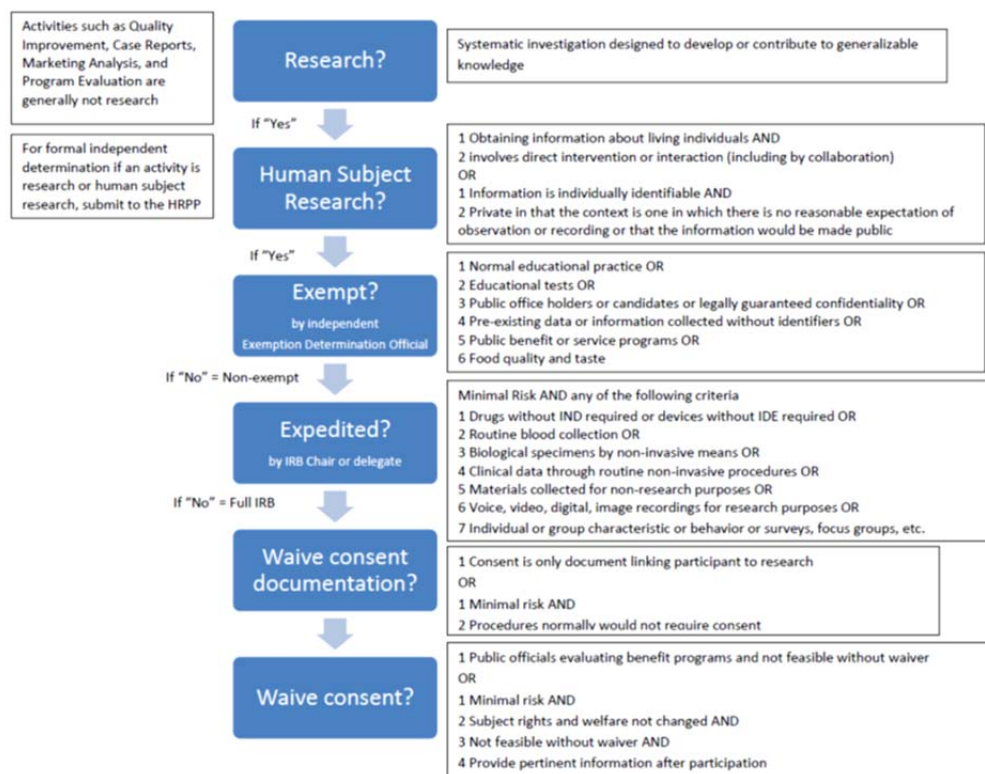 Activities such as Quality
Improvement, Case Reports,
Marketing Analysis, and
Program Evaluation are
generally not research
Research?
Systematic investigation designed to develop or contribute to generalizable
knowledge
If "Yes"
For formal independent
determination if an activity is
research or human subject
research, submit to the HRPP
Human Subject
Research?
1 Obtaining information about living individuals AND
2 involves direct intervention or interaction (including by collaboration)
OR
1 Information is individually identifiable AND
2 Private in that the context is one in which there is no reasonable expectation of
observation or recording or that the information would be made public
If "Yes"
Exempt?
by independent
Exemption Determination Official
1 Normal educational practice OR
2 Educational tests OR
3 Public office holders or candidates or legally guaranteed confidentiality OR
4 Pre-existing data or information collected without identifiers OR
5 Public benefit or service programs OR
6 Food quality and taste
If "No" = Non-exempt
Expedited?
by IRB Chair or delegate
Minimal Risk AND any of the following criteria
1 Drugs without IND required or devices without IDE required OR
2 Routine blood collection OR
3 Biological specimens by non-invasive means OR
4 Clinical data through routine non-invasive procedures OR
5 Materials collected for non-research purposes OR
6 Voice, video, digital, image recordings for research purposes OR
7 Individual or group characteristic or behavior or surveys, focus groups, etc.
If "No" = Full IRB
Waive consent
documentation?
1 Consent is only document linking participant to research
OR
1 Minimal risk AND
2 Procedures normally would not require consent
Waive consent?
1 Public officials evaluating benefit programs and not feasible without waiver
OR
1 Minimal risk AND
2 Subject rights and welfare not changed AND
3 Not feasible without waiver AND
4 Provide pertinent information after participation